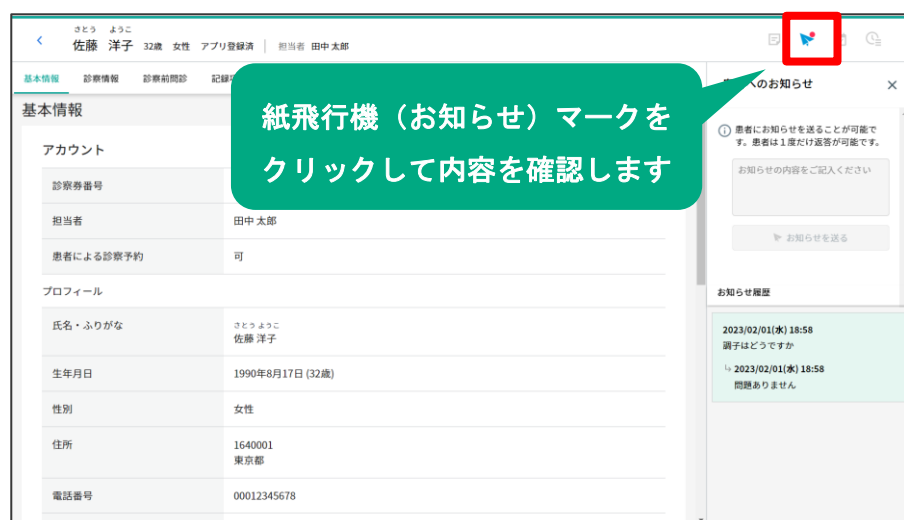 さとう ようこ
佐藤 洋子 32歳 女性 アプリ登録済 担当者 田中 太郎
基本情報 診察情報 診察前問診
基本情報
アカウント
診察券番号
担当者 田中 太郎
患者による診察予約 可
プロフィール
氏名・ふりがな さとう ようこ
佐藤 洋子
生年月日 1990年8月17日 (32歳)
性別 女性
住所 1640001
東京都
電話番号 00012345678
紙飛行機（お知らせ）マークを
クリックして内容を確認します
へのお知らせ
患者にお知らせを送ることが可能で
す。患者は１度だけ返答が可能です。
お知らせの内容をご記入ください
お知らせを送る
お知らせ履歴
2023/02/01(水) 18:58
調子はどうですか
2023/02/01(水) 18:58
問題ありません